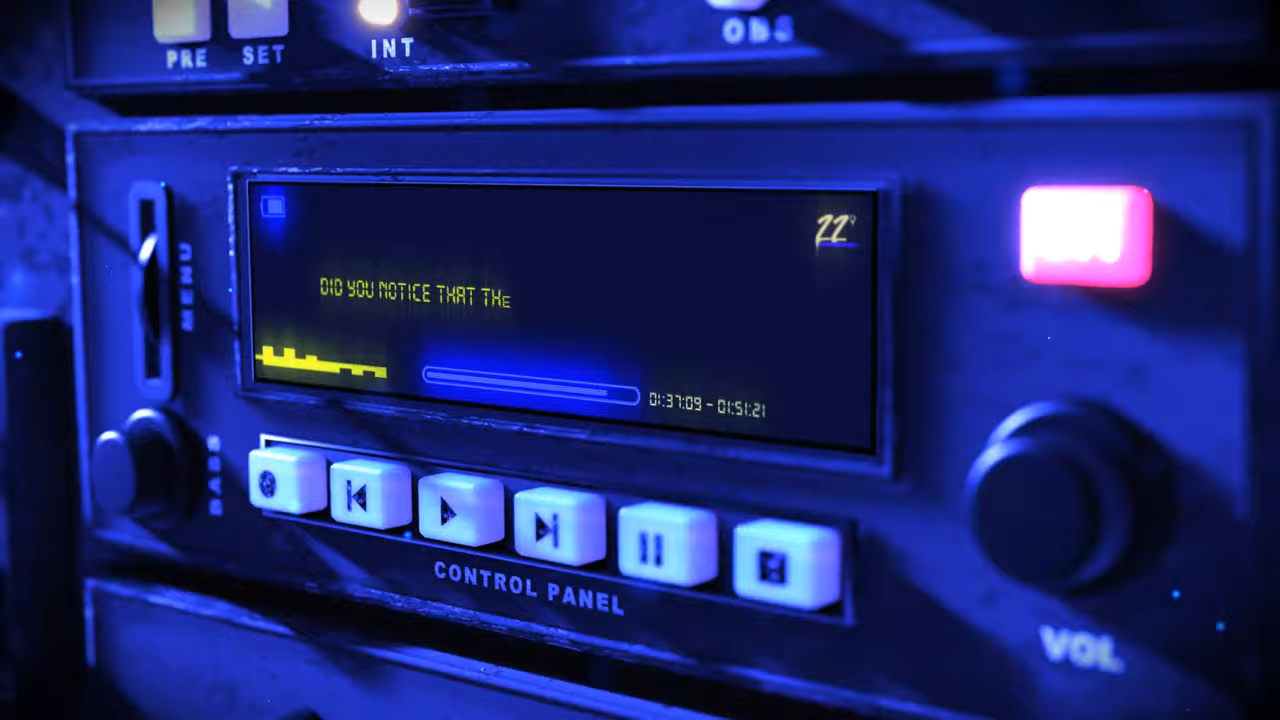 PRE SET INT OBS
22°
MENU
DID YOU NOTICE THAT THE
01:37:09 - 01:51:21
BASS
CONTROL PANEL
VOL